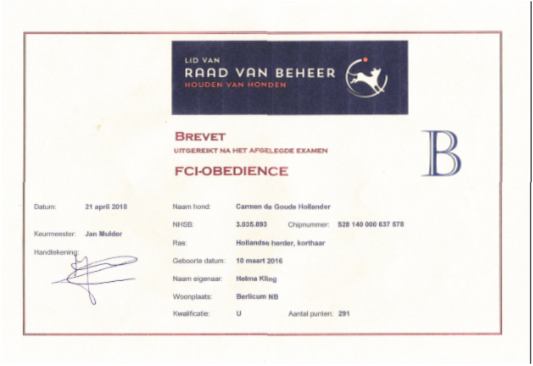 LID VAN
RAAD VAN BEHEER
HOUDEN VAN HONDEN
BREVET
UITGEREIKT NA HET AFGELEGDE EXAMEN
FCI-OBEDIENCE
B
Datum: 21 april 2018
Keurmeester: Jan Mulder
Handtekening:
Naam hond: Carmen de Goude Hollander
NHSB: 3.035.893 Chipnummer: 528 140 000 637 578
Ras: Hollandse herder, korthaar
Geboorte datum: 10 maart 2016
Naam eigenaar: Helma Kling
Woonplaats: Berlicum NB
Kwalificatie: U Aantal punten: 291